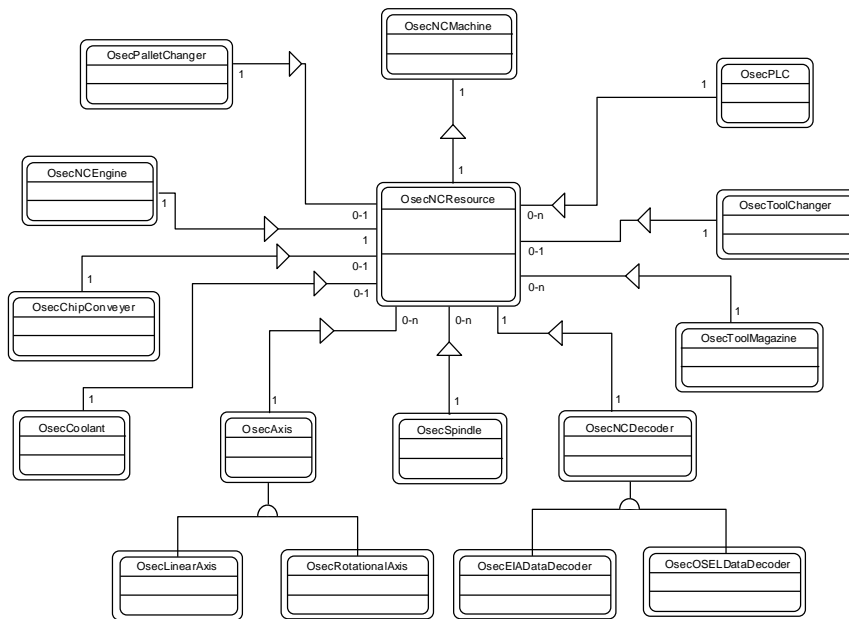 OsecNCMachine
OsecPalletChanger
OsecPLC
1
1
1
OsecNCEngine
1
OsecNCResource
OsecToolChanger
1
0-1
0-n
1
1
0-1
0-1
1
0-1
0-n
OsecChipConveyer
0-n
0-n
1
1
OsecToolMagazine
1
1
1
1
OsecCoolant
OsecAxis
OsecSpindle
OsecNCDecoder
OsecLinearAxis
OsecRotationalAxis
OsecEIADataDecoder
OsecOSELDataDecoder